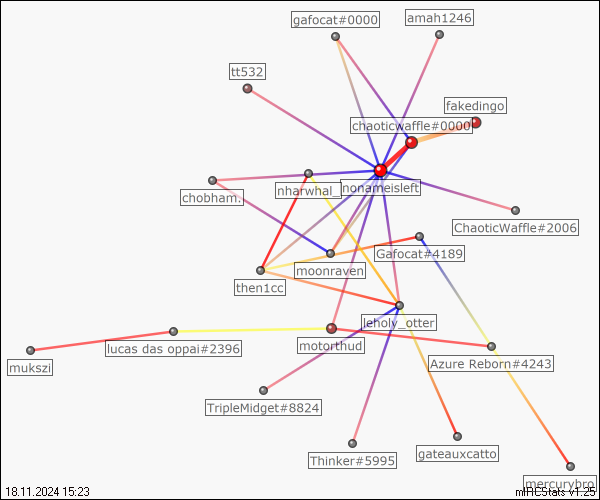 gafocat#0000
amah1246
tt532
fakedingo
chaoticwaffle#0000
chobham.
nharwhal_
nonameisleft
ChaoticWaffle#2006
Gafocat#4189
moonraven
then1cc
leholy_otter
motorthud
lucas das oppai#2396
mukszi
Azure Reborn#4243
TripleMidget#8824
Thinker#5995
gateauxcatto
mercurybro
18.11.2024 15:23
mIRCStats v1.25